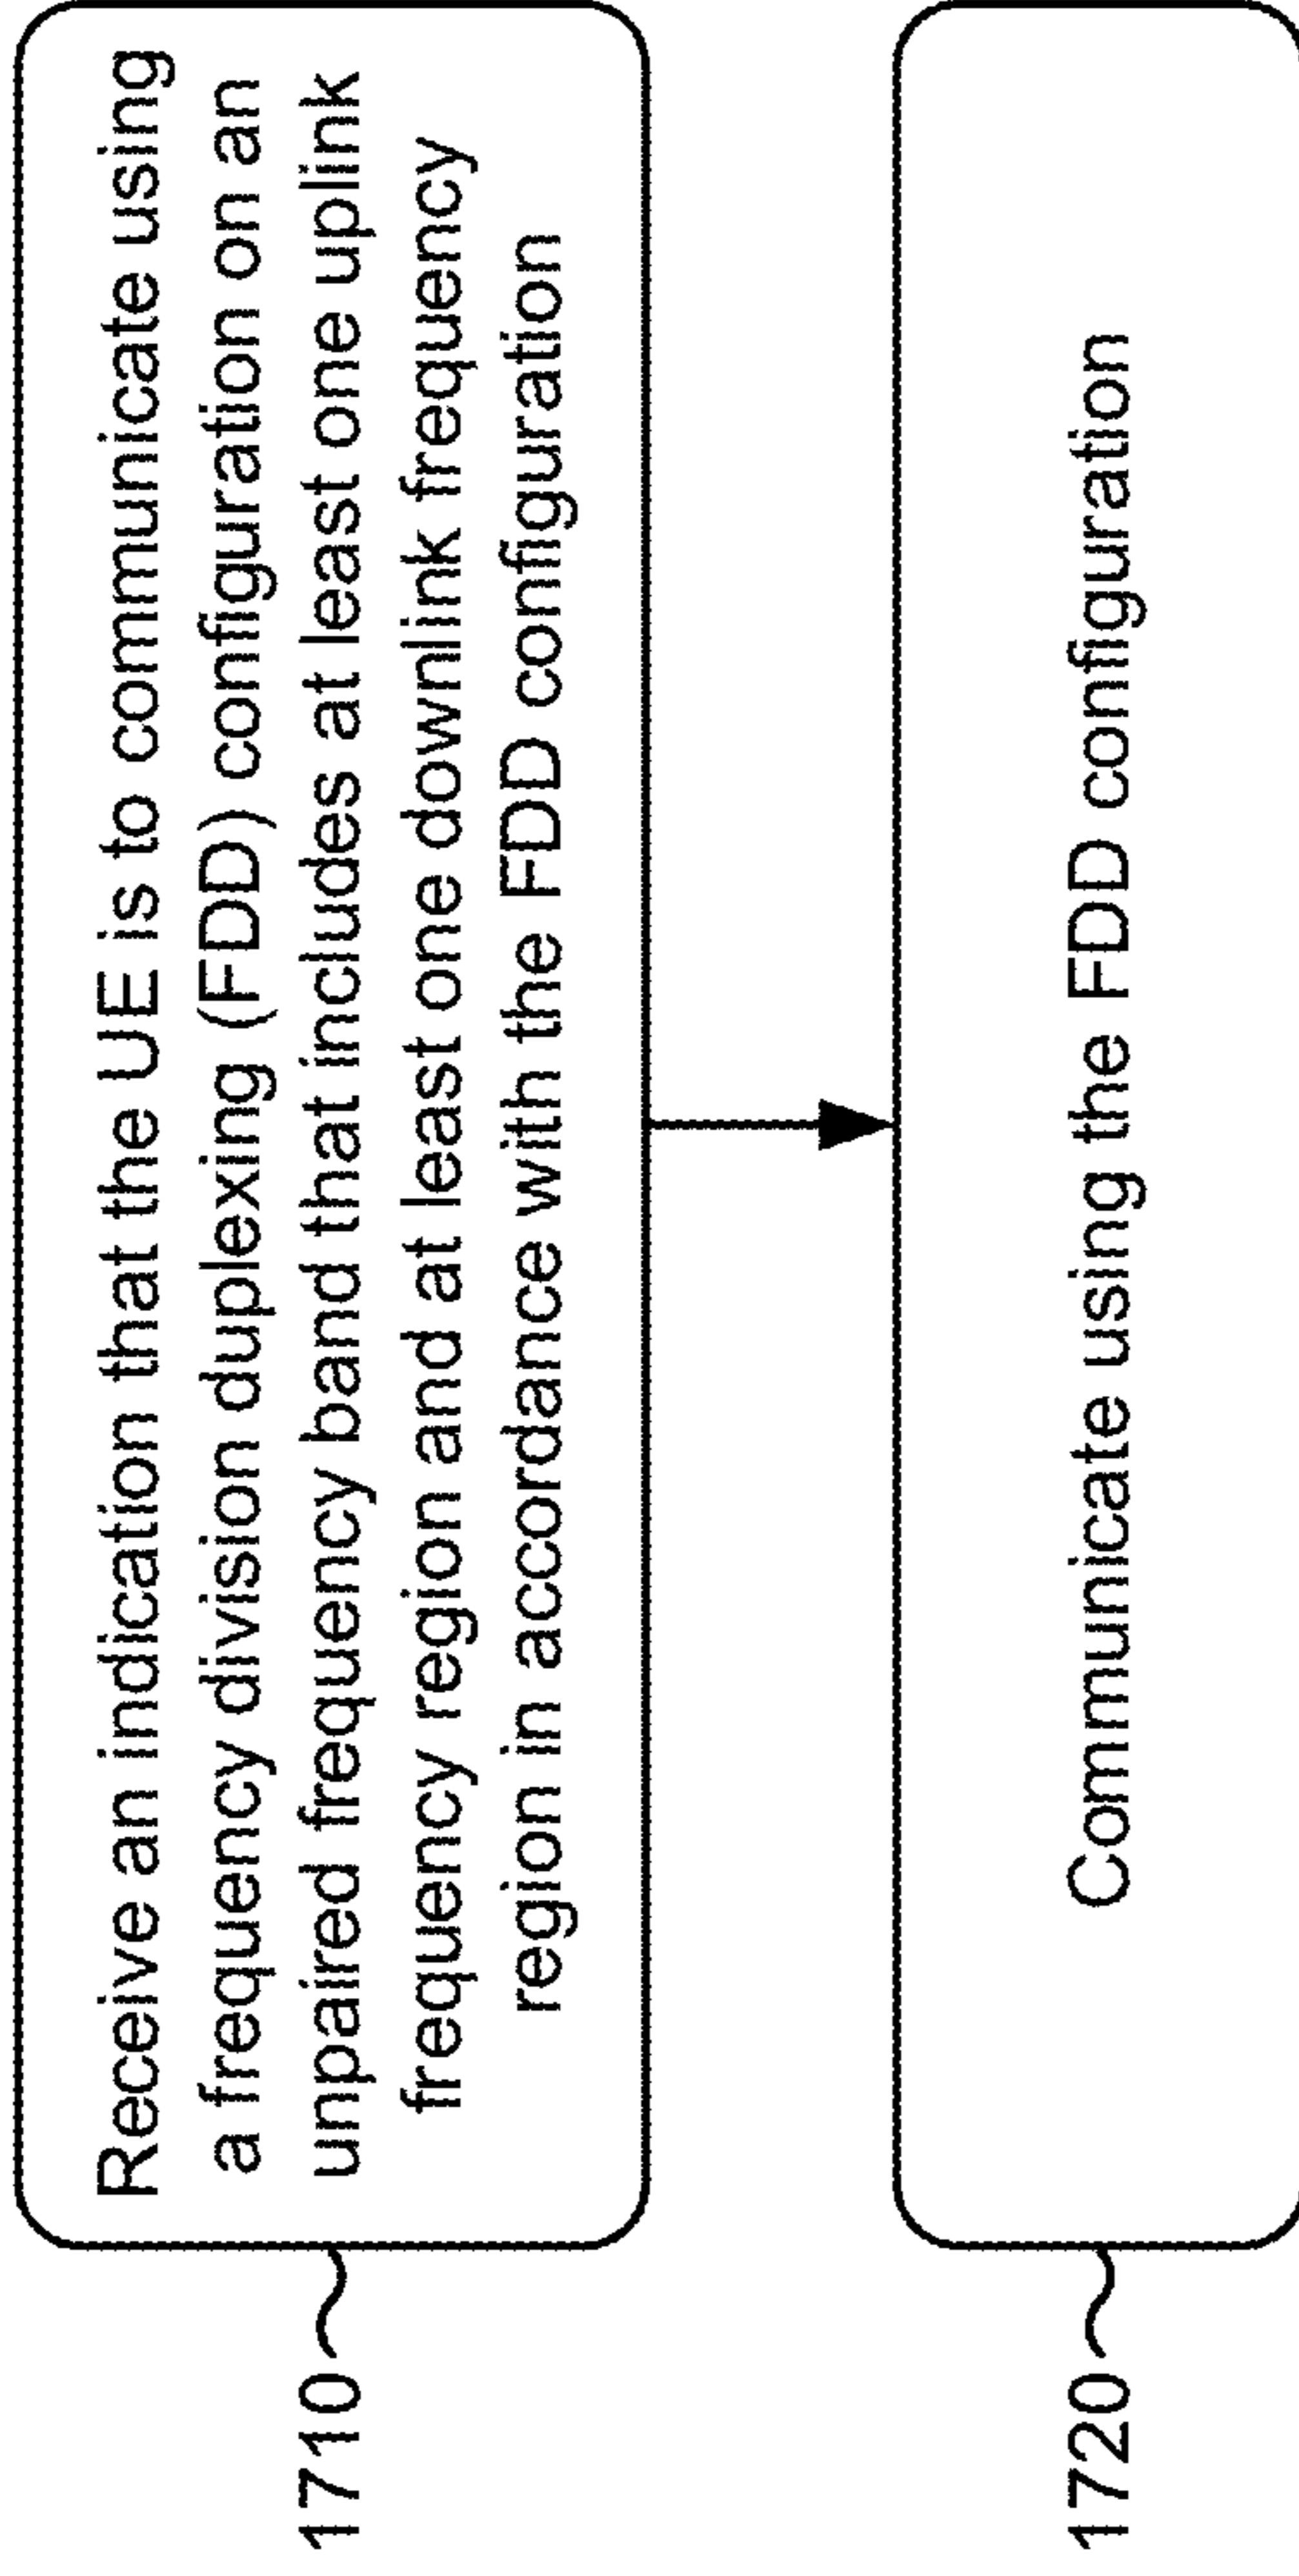 Receive an indication that the UE is to communicate using
a frequency division duplexing (FDD) configuration on an
unpaired frequency band that includes at least one uplink
frequency region and at least one downlink frequency
region in accordance with the FDD configuration
1710
Communicate using the FDD configuration
1720